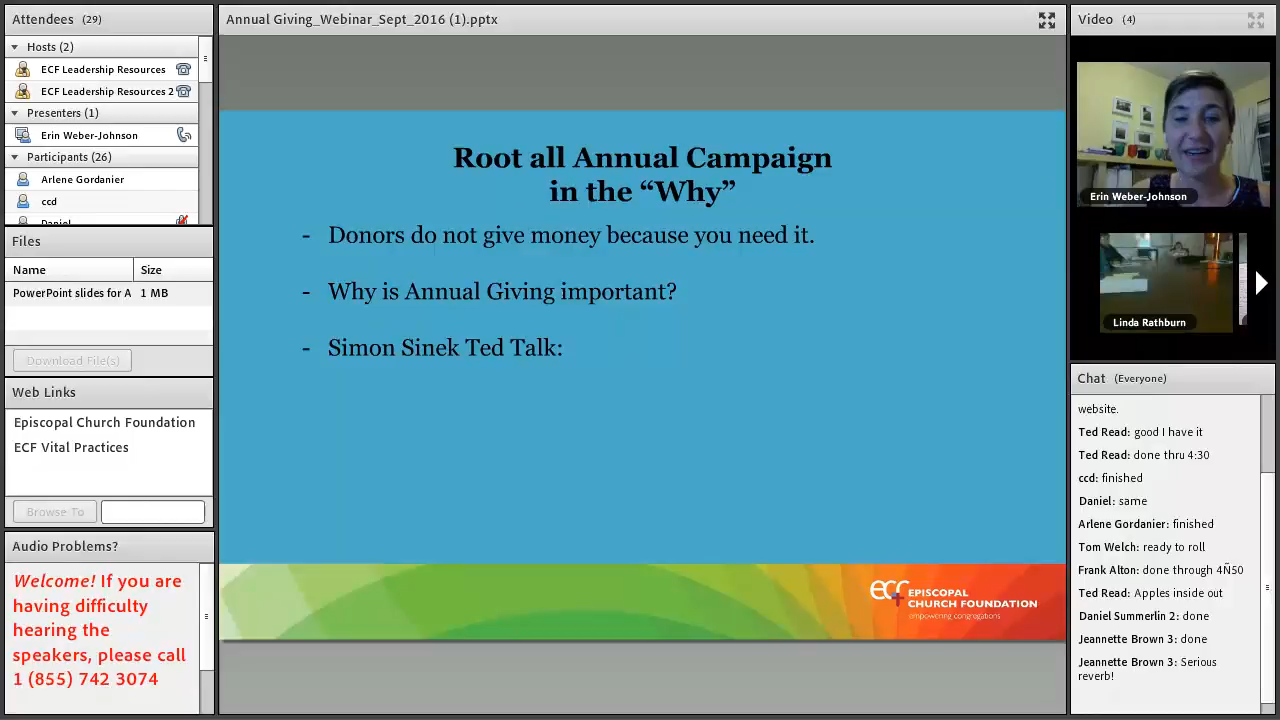 Attendees (29)
Hosts (2)
ECF Leadership Resources
ECF Leadership Resources 2
Presenters (1)
Erin Weber-Johnson
Participants (26)
Arlene Gordanier
ccd
Daniel
Files
Name Size
PowerPoint slides for A 1 MB
Download File(s)
Web Links
Episcopal Church Foundation
ECF Vital Practices
Browse To
Audio Problems?
Welcome! If you are
having difficulty
hearing the
speakers, please call
1 (855) 742 3074
Annual Giving_Webinar_Sept_2016 (1).pptx
Root all Annual Campaign
in the “Why”
- Donors do not give money because you need it.
- Why is Annual Giving important?
- Simon Sinek Ted Talk:
ecf EPISCOPAL
CHURCH FOUNDATION
empowering congregations
Video (4)
Erin Weber-Johnson
Linda Rathburn
Chat (Everyone)
website.
Ted Read: good I have it
Ted Read: done thru 4:30
ccd: finished
Daniel: same
Arlene Gordanier: finished
Tom Welch: ready to roll
Frank Alton: done through 4Ñ50
Ted Read: Apples inside out
Daniel Summerlin 2: done
Jeannette Brown 3: done
Jeannette Brown 3: Serious
reverb!